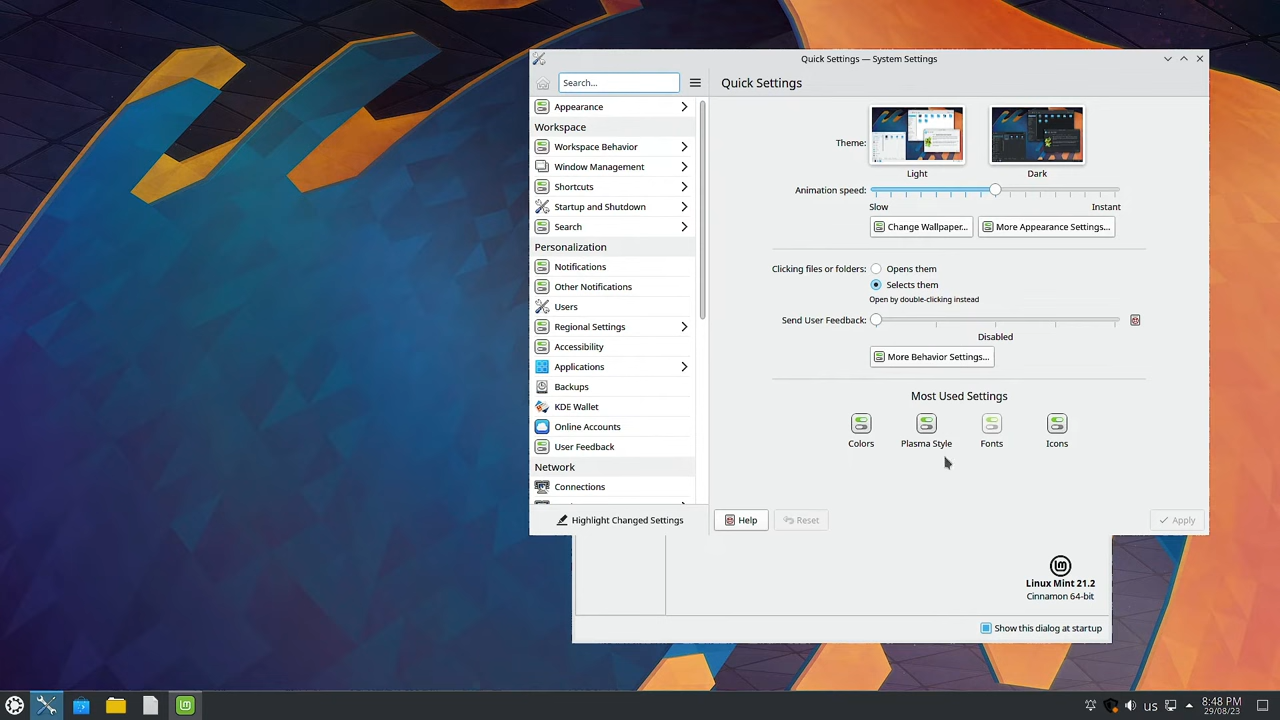 Quick Settings — System Settings
Search...
Quick Settings
Appearance
Workspace
Workspace Behavior
Window Management
Shortcuts
Startup and Shutdown
Search
Personalization
Notifications
Other Notifications
Users
Regional Settings
Accessibility
Applications
Backups
KDE Wallet
Online Accounts
User Feedback
Network
Connections
Highlight Changed Settings
Theme:
Light
Dark
Animation speed:
Slow
Instant
Change Wallpaper...
More Appearance Settings...
Clicking files or folders:
Opens them
Selects them
Open by double-clicking instead
Send User Feedback:
Disabled
More Behavior Settings...
Most Used Settings
Colors
Plasma Style
Fonts
Icons
Help
Reset
Apply
Linux Mint 21.2
Cinnamon 64-bit
Show this dialog at startup
us
8:48 PM
29/08/23